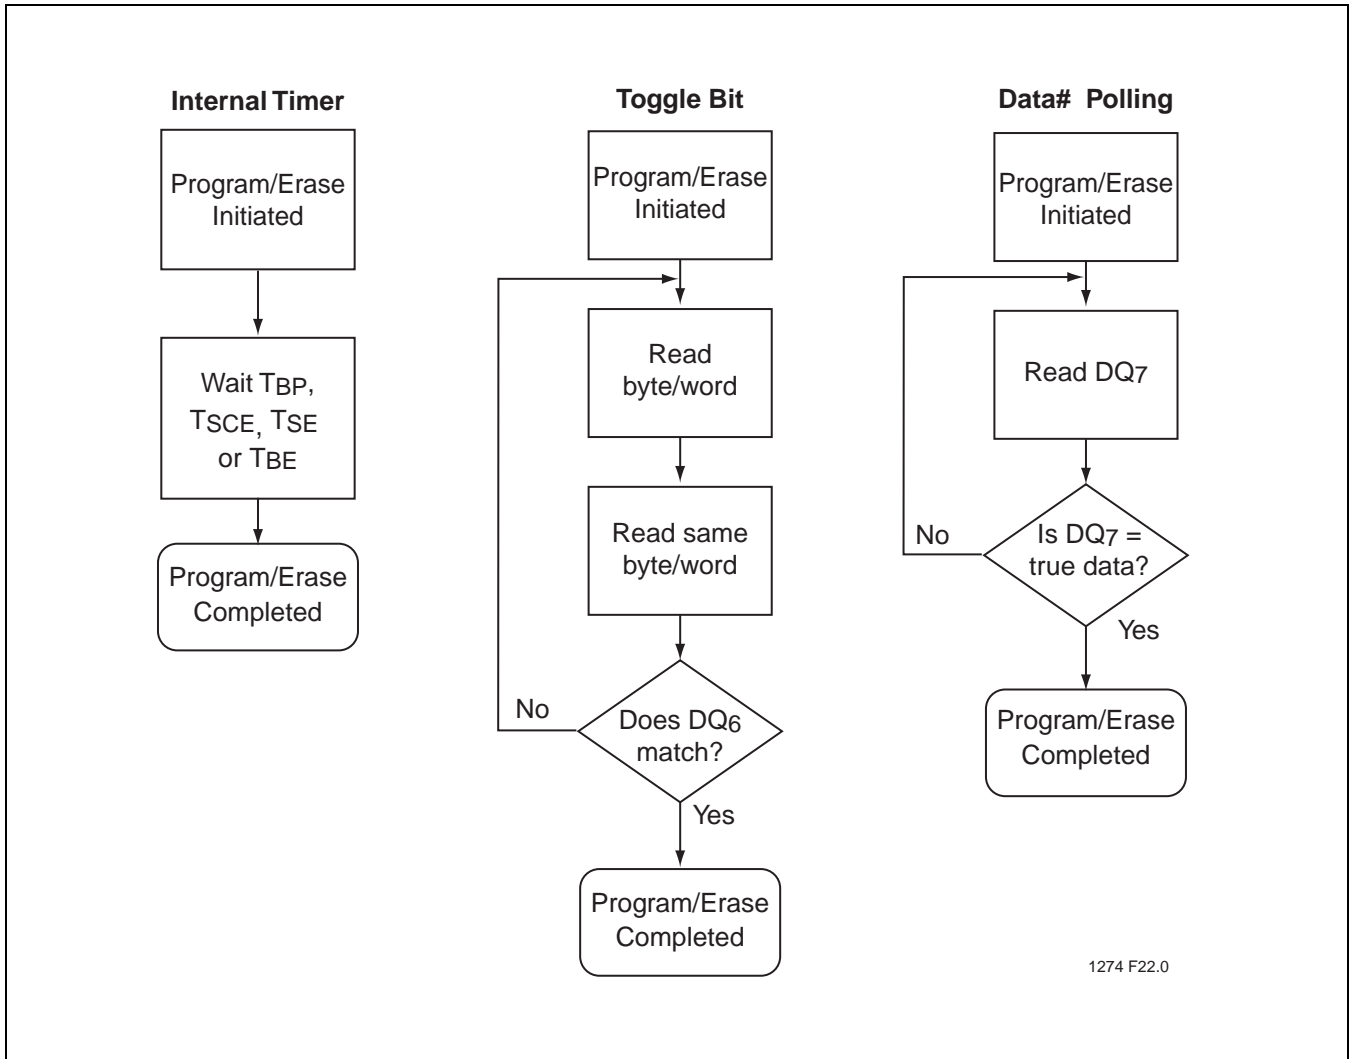 Internal Timer
Program/Erase
Initiated
Wait TBP,
TSCE, TSE
or TBE
Program/Erase
Completed
Toggle Bit
Program/Erase
Initiated
Read
byte/word
Read same
byte/word
No
Does DQ6
match?
Yes
Program/Erase
Completed
Data# Polling
Program/Erase
Initiated
Read DQ7
No
Is DQ7 =
true data?
Yes
Program/Erase
Completed
1274 F22.0